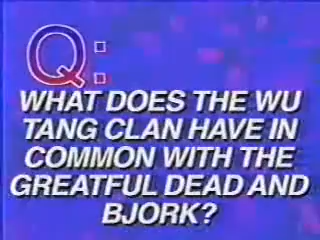 Q:
WHAT DOES THE WU
TANG CLAN HAVE IN
COMMON WITH THE
GREATFUL DEAD AND
BJORK?